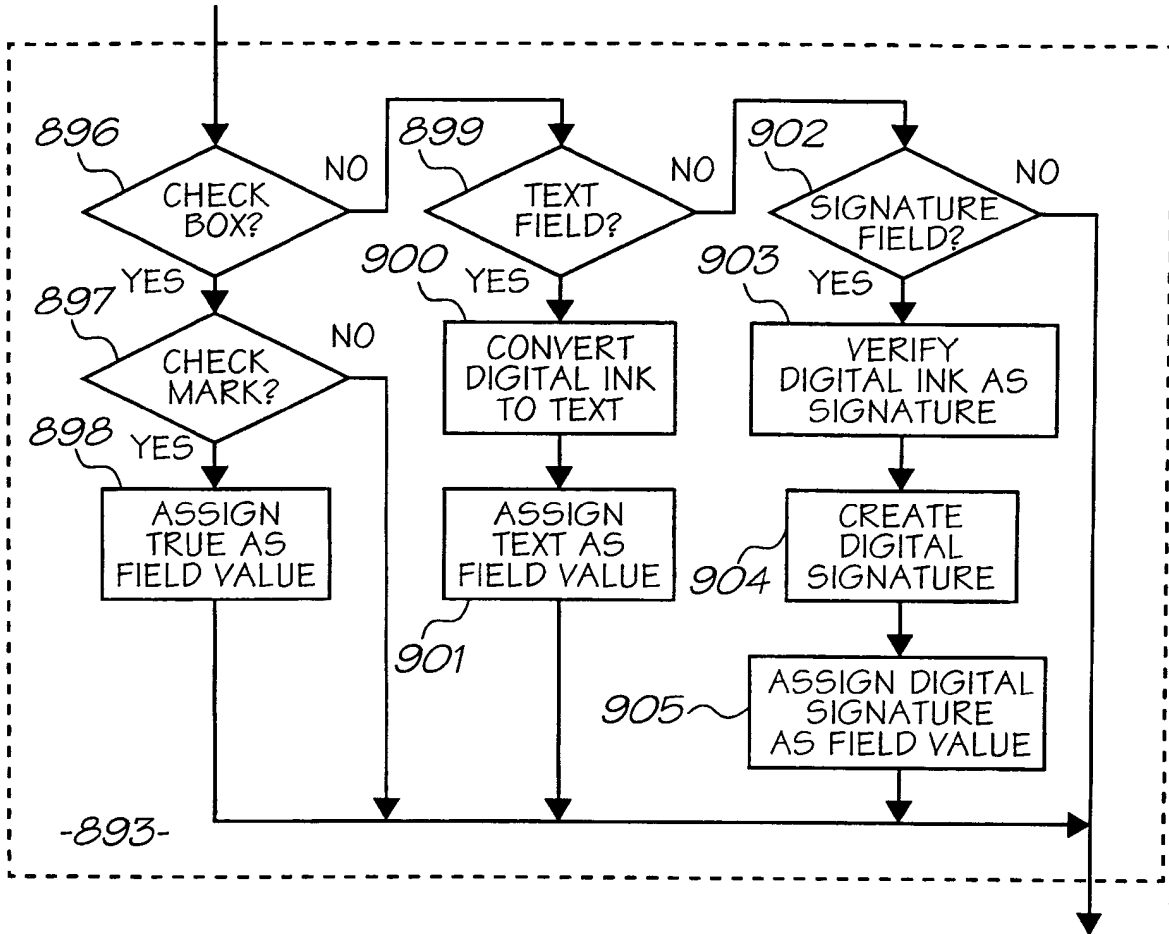 896
CHECK
BOX?
NO
YES
897
CHECK
MARK?
NO
YES
898
ASSIGN
TRUE AS
FIELD VALUE
899
TEXT
FIELD?
NO
YES
900
CONVERT
DIGITAL INK
TO TEXT
ASSIGN
TEXT AS
FIELD VALUE
901
902
SIGNATURE
FIELD?
NO
YES
903
VERIFY
DIGITAL INK AS
SIGNATURE
CREATE
DIGITAL
SIGNATURE
904
ASSIGN DIGITAL
SIGNATURE
AS FIELD VALUE
905
-893-